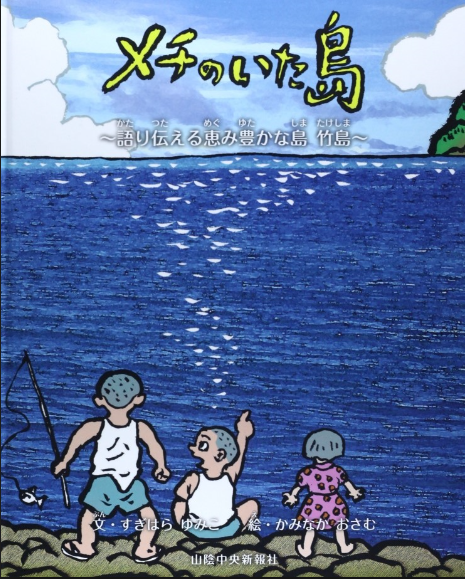 メチのいた島
～語り伝える恵み豊かな島 竹島～
かた つた めぐ ゆた しま たけしま
文・すぎはら ゆみこ 絵・かみなか おさむ
ぶん え
山陰中央新報社